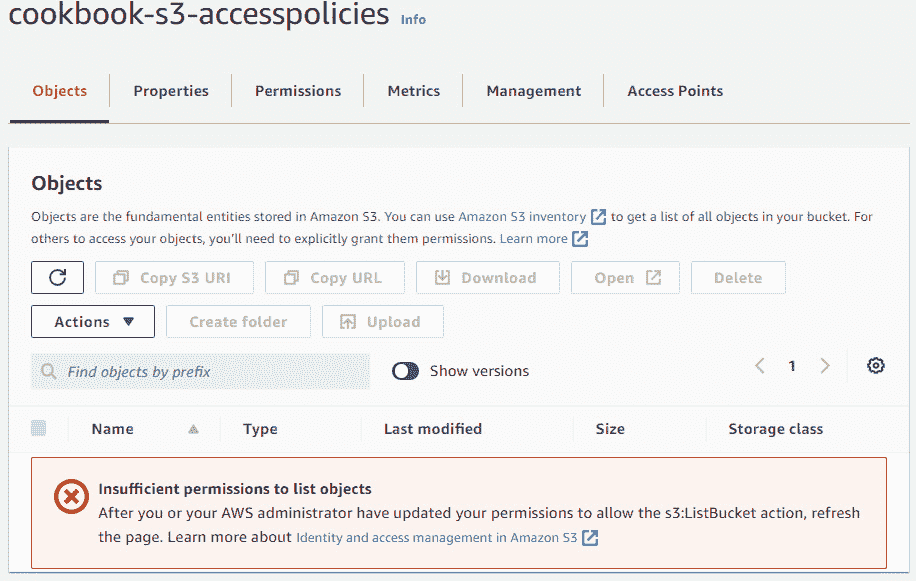 cookbook-s3-accesspolicies Info
Objects Properties Permissions Metrics Management Access Points
Objects
Objects are the fundamental entities stored in Amazon S3. You can use Amazon S3 inventory to get a list of all objects in your bucket. For
others to access your objects, you'll need to explicitly grant them permissions. Learn more
Copy S3 URI Copy URL Download Open Delete
Actions Create folder Upload
Find objects by prefix Show versions 1
Name Type Last modified Size Storage class
Insufficient permissions to list objects
After you or your AWS administrator have updated your permissions to allow the s3:ListBucket action, refresh
the page. Learn more about Identity and access management in Amazon S3